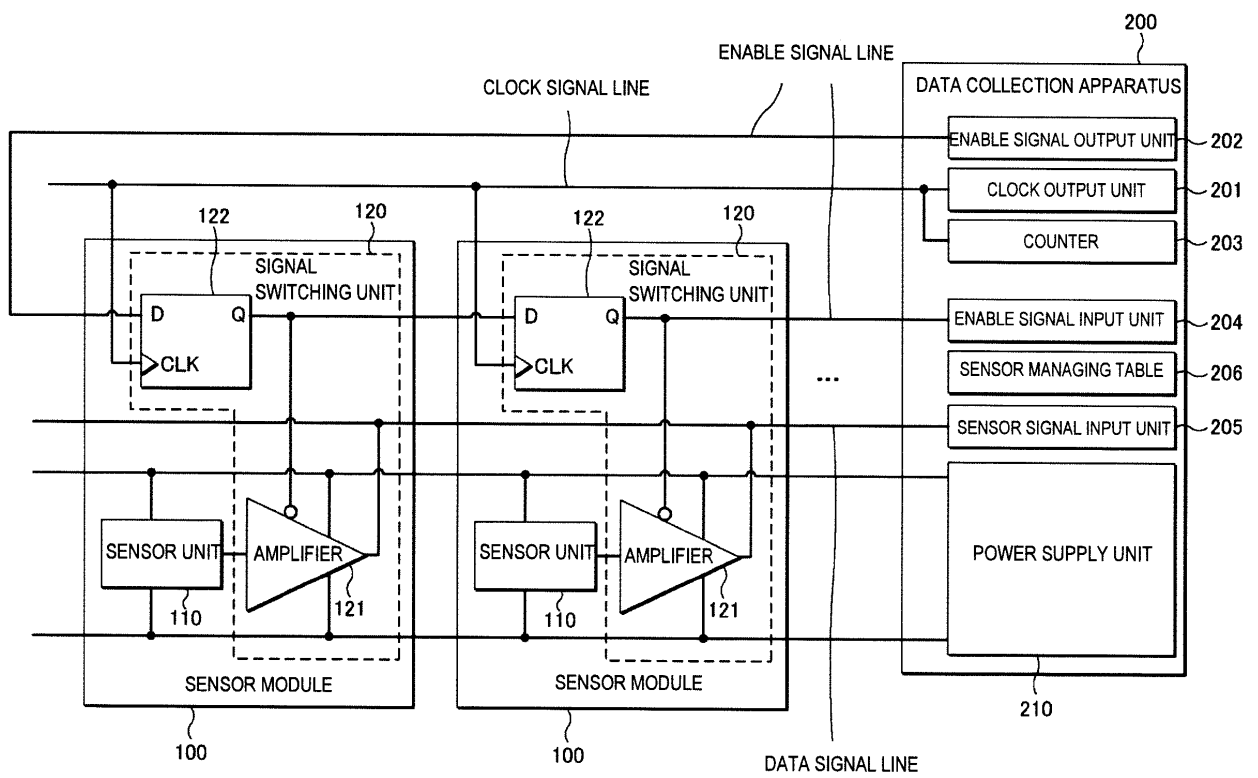 200
ENABLE SIGNAL LINE
CLOCK SIGNAL LINE
DATA COLLECTION APPARATUS
ENABLE SIGNAL OUTPUT UNIT
202
CLOCK OUTPUT UNIT
201
122
120
122
120
COUNTER
203
SIGNAL
SWITCHING UNIT
SIGNAL
SWITCHING UNIT
D
Q
D
Q
ENABLE SIGNAL INPUT UNIT
204
CLK
CLK
...
SENSOR MANAGING TABLE
206
SENSOR SIGNAL INPUT UNIT
205
SENSOR UNIT
AMPLIFIER
SENSOR UNIT
AMPLIFIER
POWER SUPPLY UNIT
110
121
110
121
SENSOR MODULE
SENSOR MODULE
210
100
100
DATA SIGNAL LINE